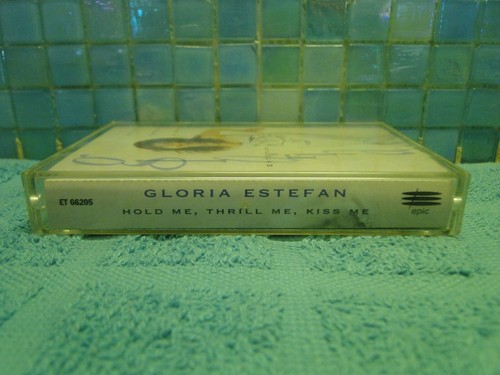 ET 66205
GLORIA ESTEFAN
HOLD ME, THRILL ME, KISS ME
epic